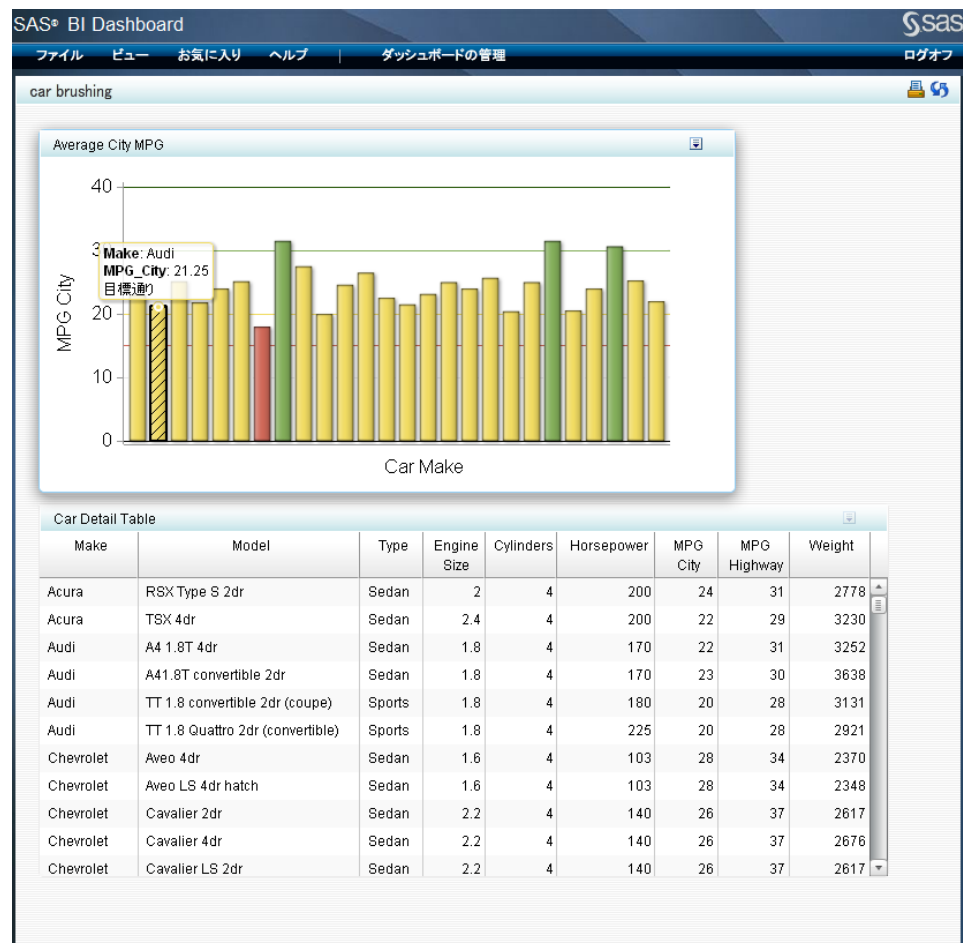 SAS® BI Dashboard
sas
ファイル ビュー お気に入り ヘルプ | ダッシュボードの管理 ログオフ
car brushing
Average City MPG
40
3
20
10
0
MPG City
Make: Audi
MPG_City: 21.25
目標通り
Car Make
Car Detail Table
Make Model Type Engine Size Cylinders Horsepower MPG City MPG Highway Weight
Acura RSX Type S 2dr Sedan 2 4 200 24 31 2778
Acura TSX 4dr Sedan 2.4 4 200 22 29 3230
Audi A4 1.8T 4dr Sedan 1.8 4 170 22 31 3252
Audi A41.8T convertible 2dr Sedan 1.8 4 170 23 30 3638
Audi TT 1.8 convertible 2dr (coupe) Sports 1.8 4 180 20 28 3131
Audi TT 1.8 Quattro 2dr (convertible) Sports 1.8 4 225 20 28 2921
Chevrolet Aveo 4dr Sedan 1.6 4 103 28 34 2370
Chevrolet Aveo LS 4dr hatch Sedan 1.6 4 103 28 34 2348
Chevrolet Cavalier 2dr Sedan 2.2 4 140 26 37 2617
Chevrolet Cavalier 4dr Sedan 2.2 4 140 26 37 2676
Chevrolet Cavalier LS 2dr Sedan 2.2 4 140 26 37 2617